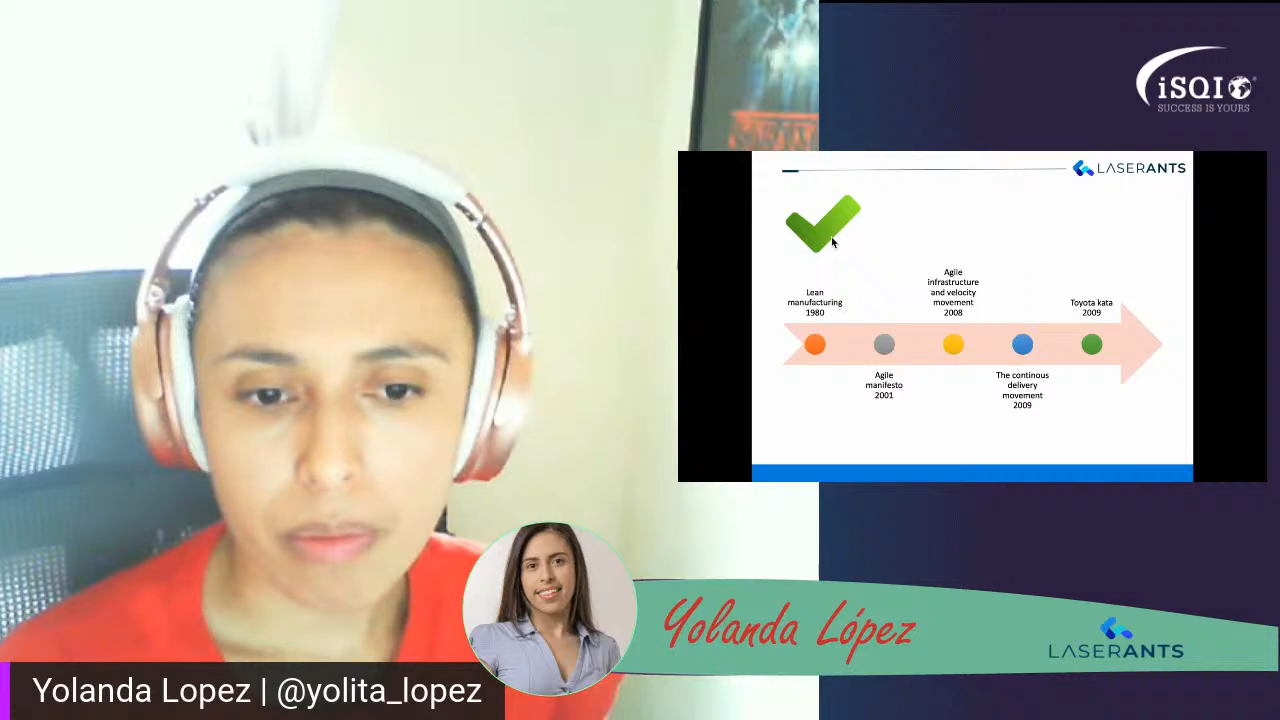 iSQI
SUCCESS IS YOURS
LASERANTS
Lean
manufacturing
1980
Agile
manifesto
2001
Agile
infrastructure
and velocity
movement
2008
The continous
delivery
movement
2009
Toyota kata
2009
Yolanda López
LASERANTS
Yolanda Lopez | @yolita_lopez